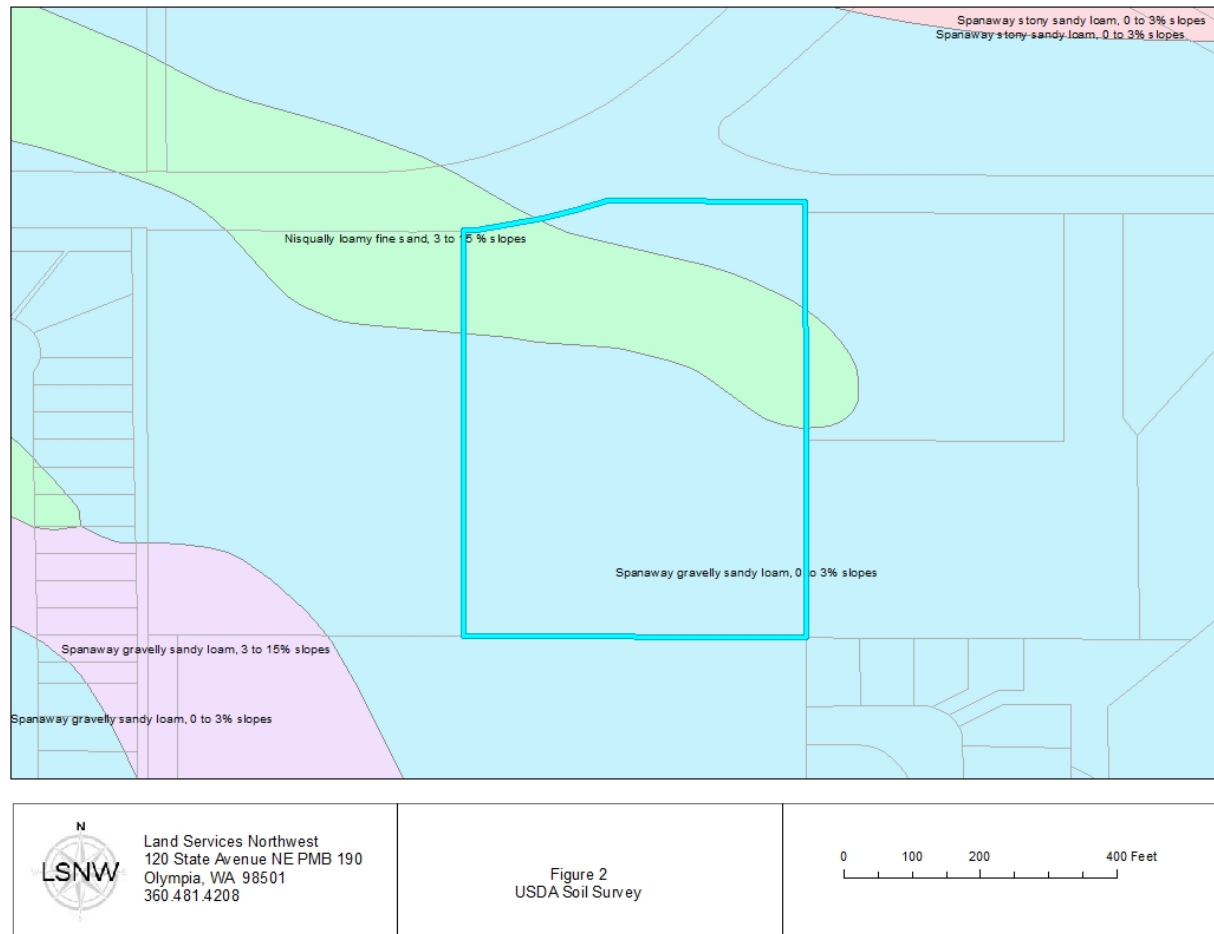 Spanaway stony sandy loam, 0 to 3% slopes
Spanaway stony sandy loam, 0 to 3% slopes
Nisqually loamy fine sand, 3 to 15 % slopes
Spanaway gravelly sandy loam, 0 to 3% slopes
Spanaway gravelly sandy loam, 3 to 15% slopes
Spanaway gravelly sandy loam, 0 to 3% slopes
N
LSNW
Land Services Northwest
120 State Avenue NE PMB 190
Olympia, WA 98501
360.481.4208
Figure 2
USDA Soil Survey
0 100 200 400 Feet